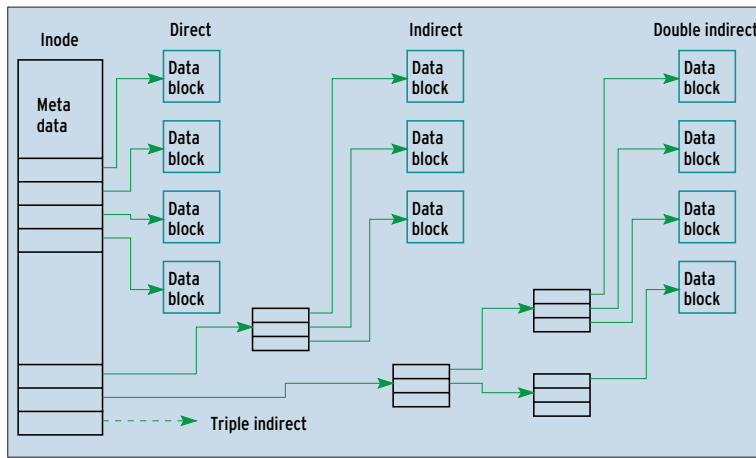 Inode
Direct
Indirect
Double indirect
Meta
data
Data
block
Data
block
Data
block
Data
block
Data
block
Data
block
Data
block
Data
block
Data
block
Data
block
Data
block
Triple indirect